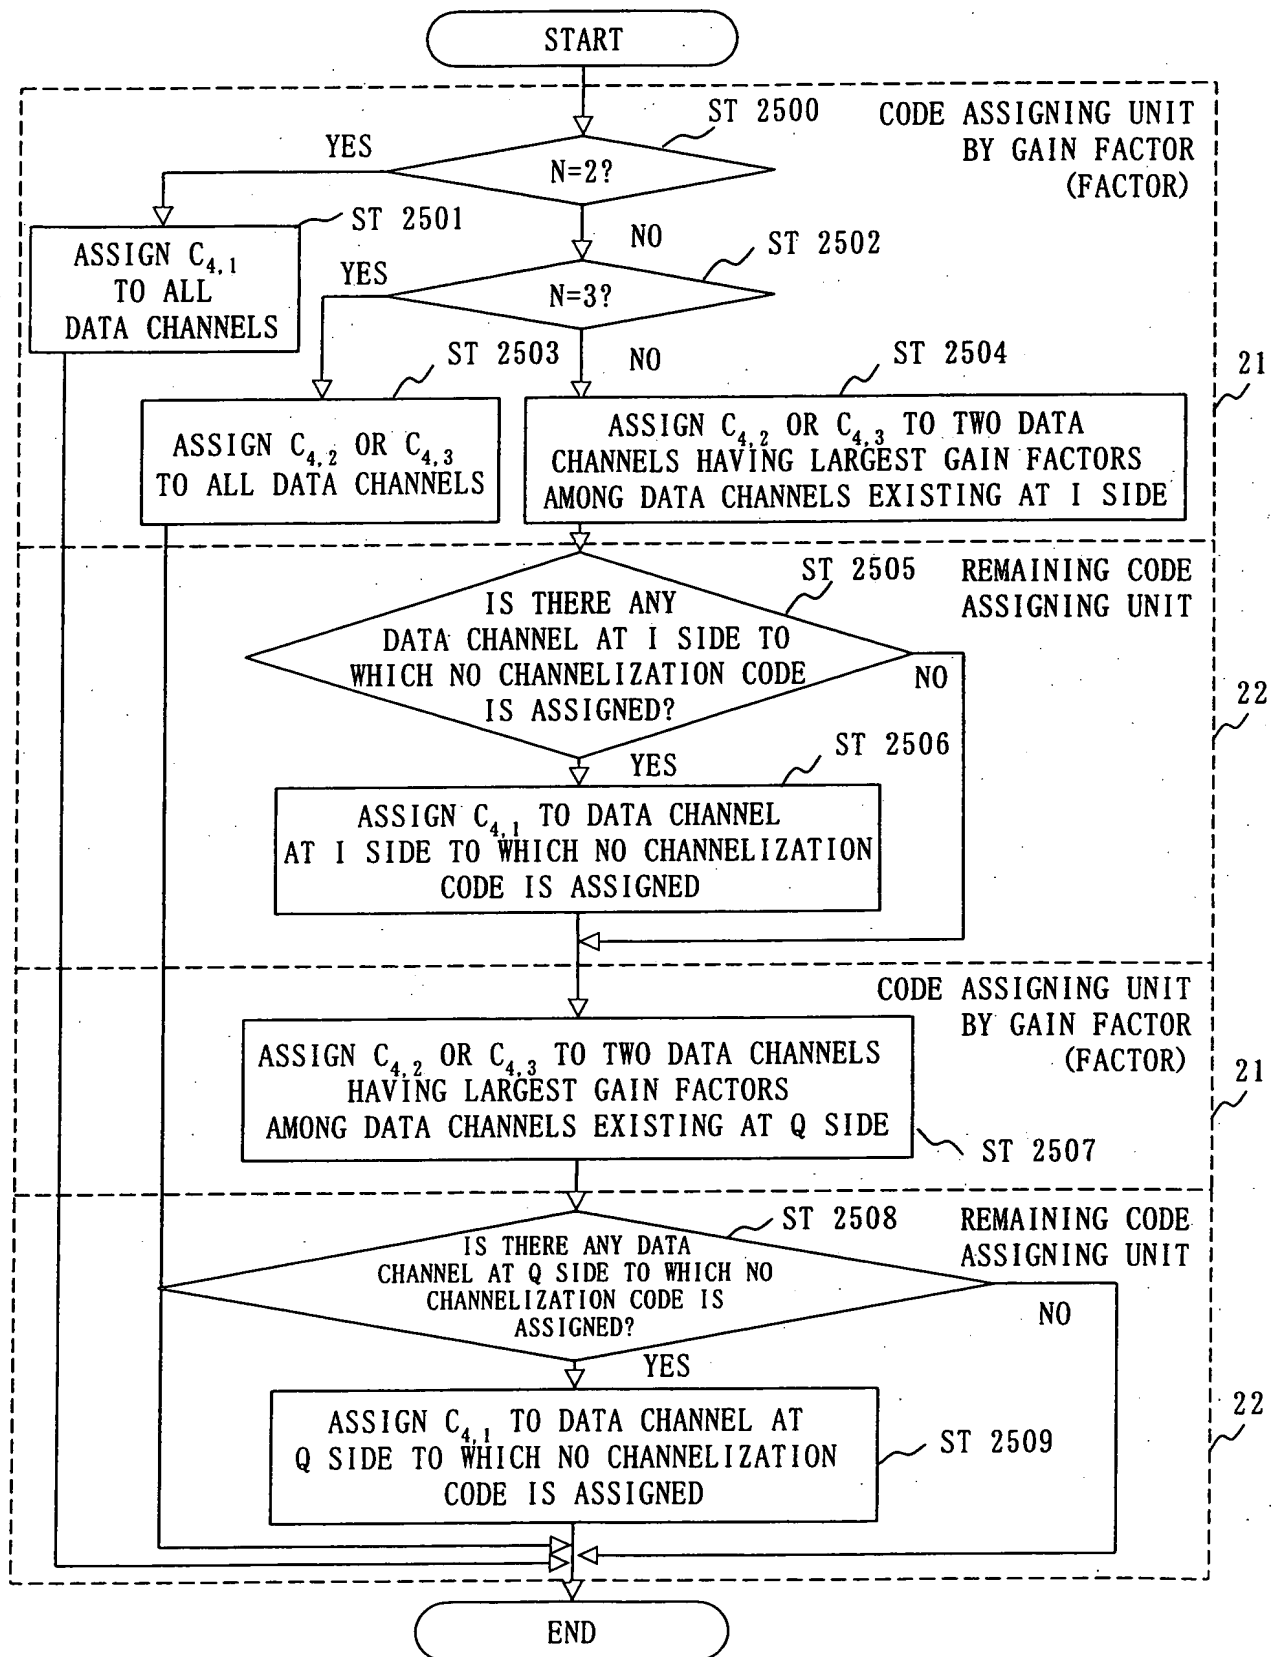 START
ST 2500
CODE ASSIGNING UNIT
BY GAIN FACTOR
(FACTOR)
YES
N=2?
ST 2501
NO
ST 2502
ASSIGN C4,1
TO ALL
DATA CHANNELS
YES
N=3?
ST 2503
NO
ST 2504
21
ASSIGN C4,2 OR C4,3
TO ALL DATA CHANNELS
ASSIGN C4,2 OR C4,3 TO TWO DATA
CHANNELS HAVING LARGEST GAIN FACTORS
AMONG DATA CHANNELS EXISTING AT I SIDE
ST 2505
REMAINING CODE
ASSIGNING UNIT
IS THERE ANY
DATA CHANNEL AT I SIDE TO
WHICH NO CHANNELIZATION CODE
IS ASSIGNED?
NO
22
ST 2506
YES
ASSIGN C4,1 TO DATA CHANNEL
AT I SIDE TO WHICH NO CHANNELIZATION
CODE IS ASSIGNED
CODE ASSIGNING UNIT
BY GAIN FACTOR
(FACTOR)
ASSIGN C4,2 OR C4,3 TO TWO DATA CHANNELS
HAVING LARGEST GAIN FACTORS
AMONG DATA CHANNELS EXISTING AT Q SIDE
21
ST 2507
ST 2508
REMAINING CODE
ASSIGNING UNIT
IS THERE ANY DATA
CHANNEL AT Q SIDE TO WHICH NO
CHANNELIZATION CODE IS
ASSIGNED?
NO
YES
22
ASSIGN C4,1 TO DATA CHANNEL AT
Q SIDE TO WHICH NO CHANNELIZATION
CODE IS ASSIGNED
ST 2509
END